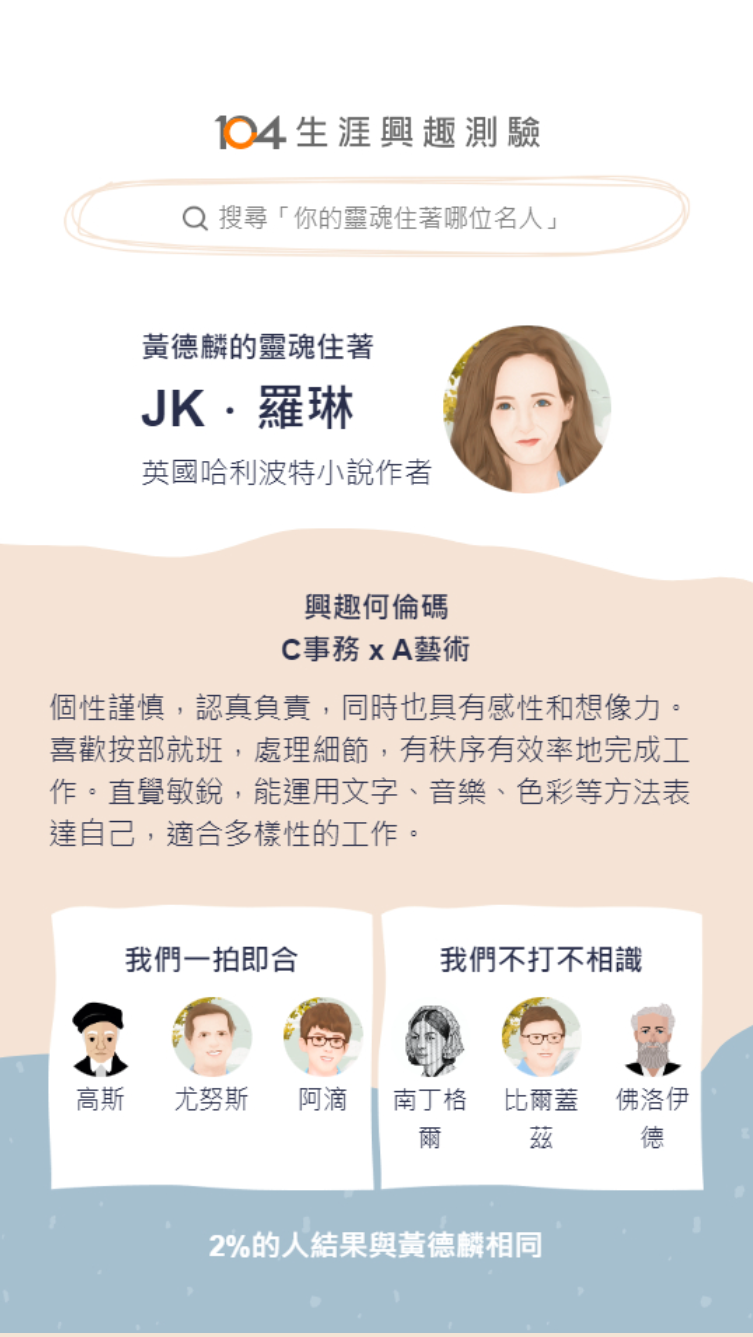 104 生涯興趣測驗
搜尋「你的靈魂住著哪位名人」
黃德麟的靈魂住著
JK · 羅琳
英國哈利波特小說作者
興趣何倫碼
C事務 x A藝術
個性謹慎，認真負責，同時也具有感性和想像力。
喜歡按部就班，處理細節，有秩序有效率地完成工
作。直覺敏銳，能運用文字、音樂、色彩等方法表
達自己，適合多樣性的工作。
我們一拍即合
高斯 尤努斯 阿滴
我們不打不相識
南丁格 比爾蓋 佛洛伊
爾 茲 德
2%的人結果與黃德麟相同